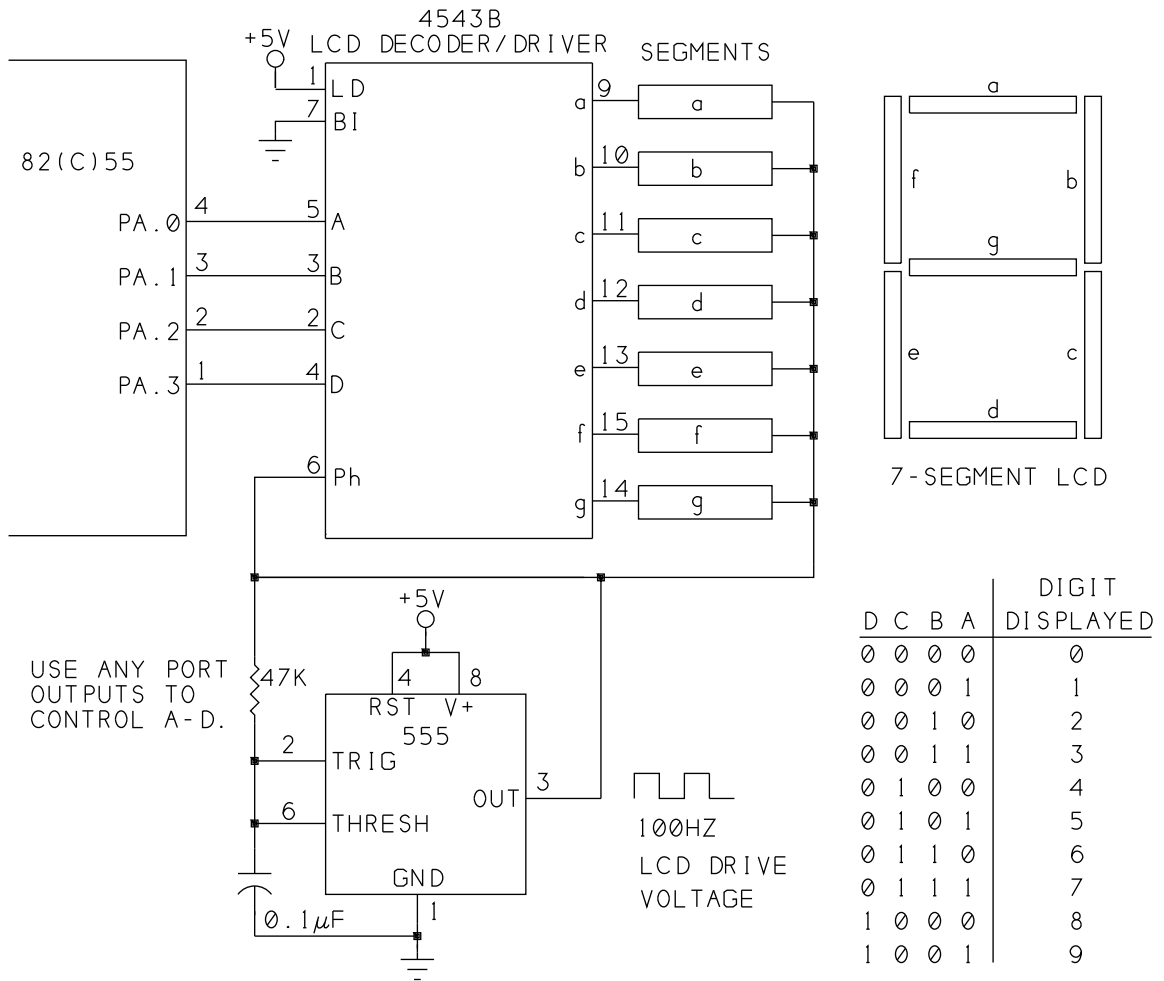 4543B
LCD DECODER/DRIVER
+5V
SEGMENTS
1 LD
7 BI
82(C)55
PA.0 4 5 A
PA.1 3 3 B
PA.2 2 2 C
PA.3 1 4 D
6 Ph
a 9 a
b 10 b
c 11 c
d 12 d
e 13 e
f 15 f
g 14 g
a
f b
g
e c
d
7-SEGMENT LCD
+5V
USE ANY PORT
OUTPUTS TO
CONTROL A-D.
47K
4 8
RST V+
555
2 TRIG
6 THRESH
OUT 3
GND
1
0.1µF
100HZ
LCD DRIVE
VOLTAGE
DIGIT
D C B A DISPLAYED
0 0 0 0 0
0 0 0 1 1
0 0 1 0 2
0 0 1 1 3
0 1 0 0 4
0 1 0 1 5
0 1 1 0 6
0 1 1 1 7
1 0 0 0 8
1 0 0 1 9